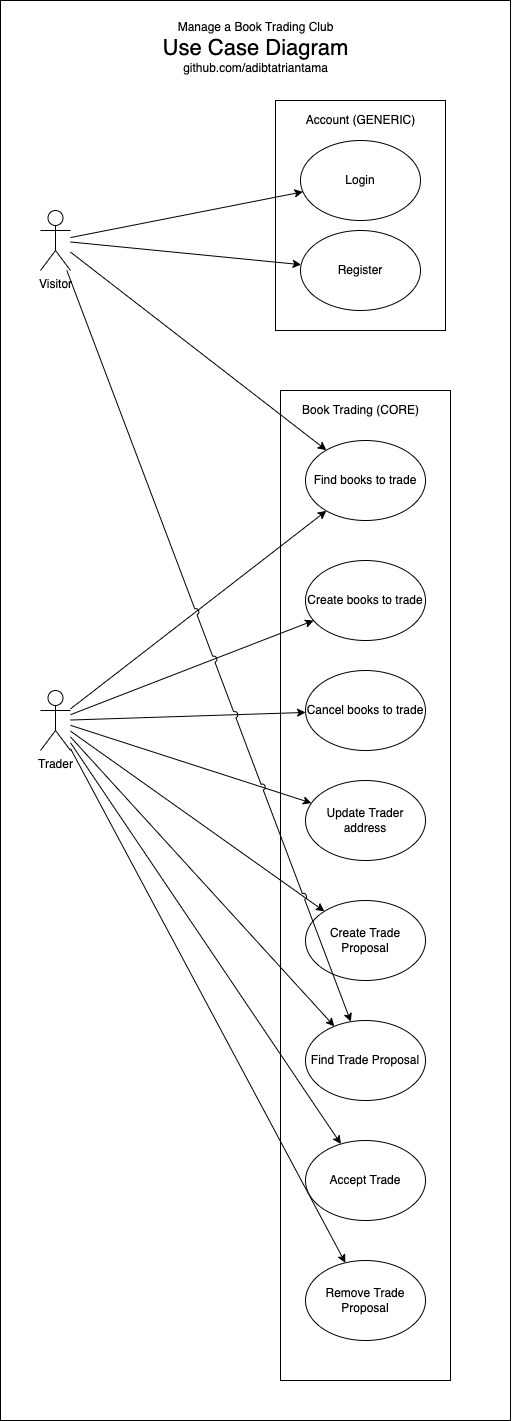 Manage a Book Trading Club
Use Case Diagram
github.com/adibtatriantama
Account (GENERIC)
Login
Register
Visitor
Book Trading (CORE)
Find books to trade
Create books to trade
Cancel books to trade
Trader
Update Trader
address
Create Trade
Proposal
Find Trade Proposal
Accept Trade
Remove Trade
Proposal